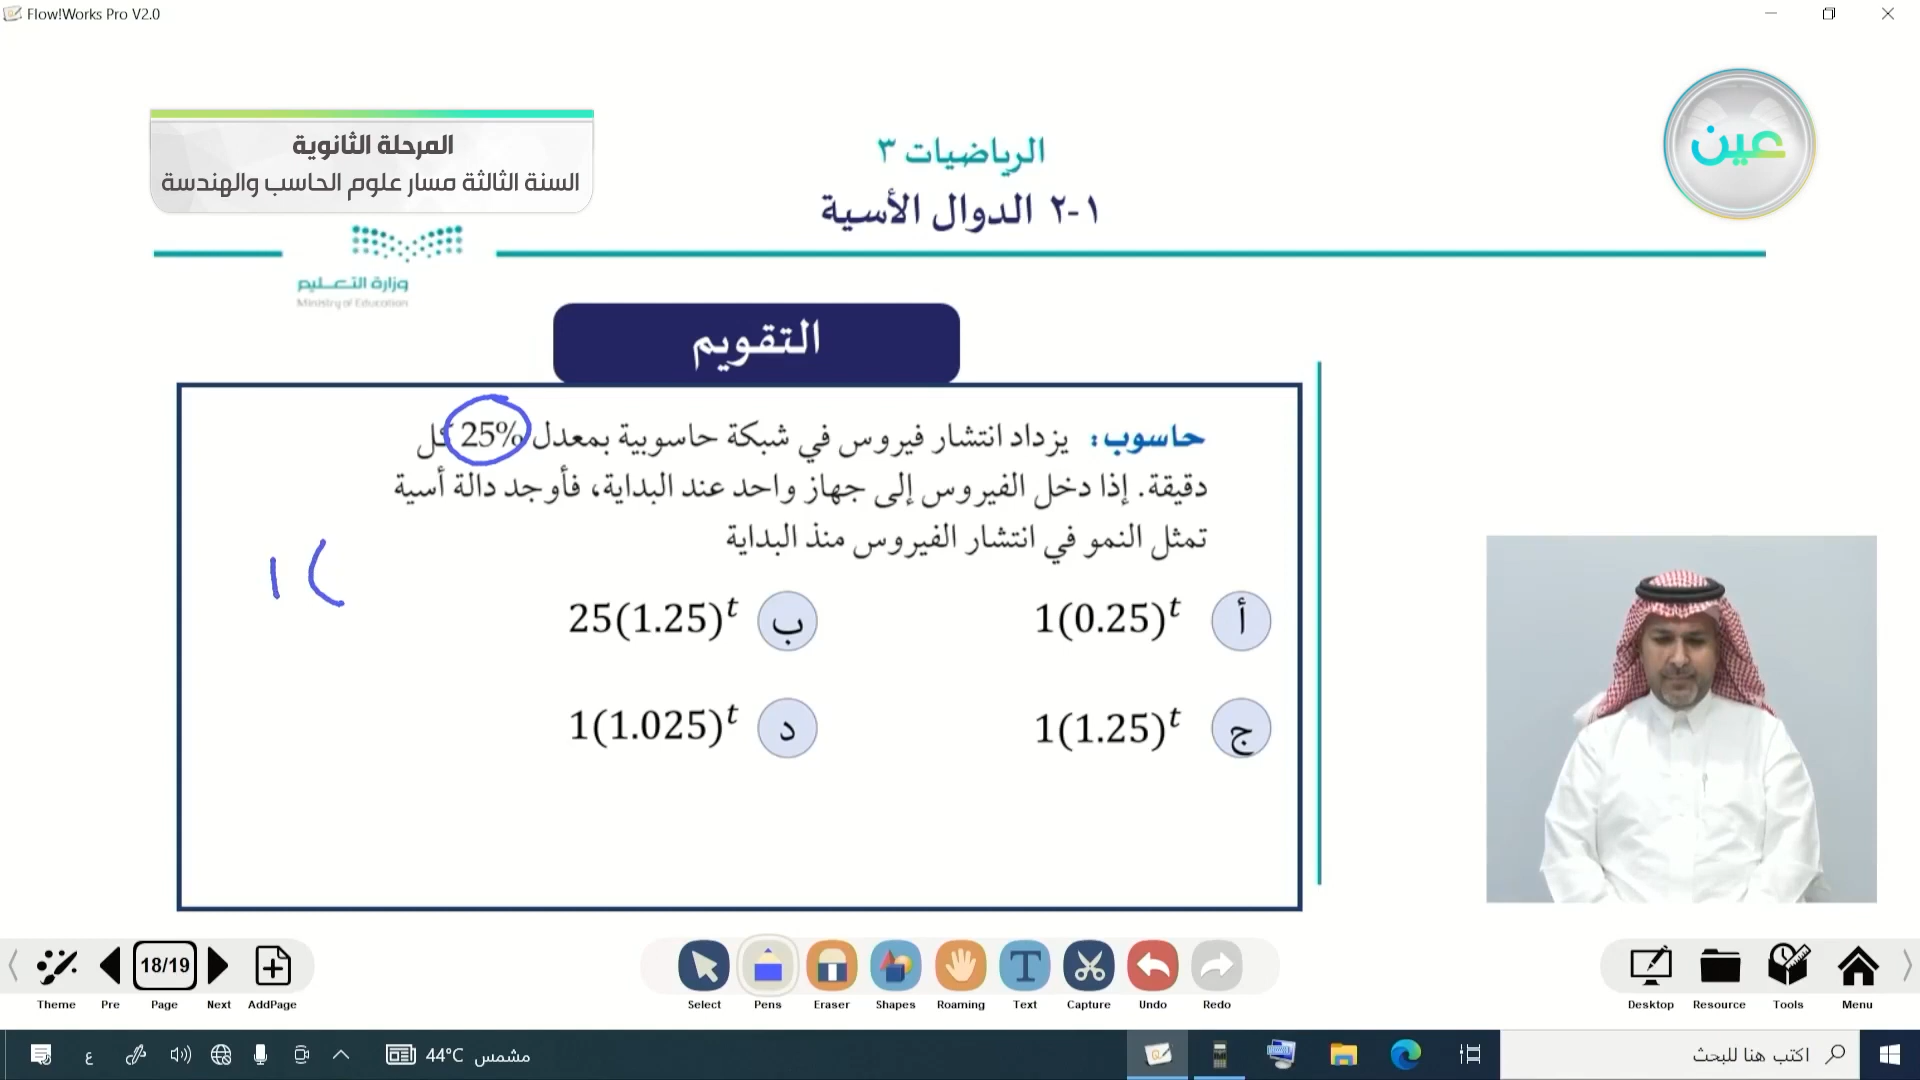 Flow!Works Pro V2.0
عين
المرحلة الثانوية
السنة الثالثة مسار علوم الحاسب والهندسة
الرياضيات ٣
١-٢ الدوال الأسية
وزارة التعليم
Ministry of Education
التقويم
حاسوب: يزداد انتشار فيروس في شبكة حاسوبية بمعدل 25% كل
دقيقة. إذا دخل الفيروس إلى جهاز واحد عند البداية، فأوجد دالة أسية
تمثل النمو في انتشار الفيروس منذ البداية
1(
أ 1(0.25)^t
ب 25(1.25)^t
ج 1(1.25)^t
د 1(1.025)^t
18/19
Theme Pre Page Next AddPage
T
Select Pens Eraser Shapes Roaming Text Capture Undo Redo
Desktop Resource Tools Menu
ع
44°C مشمس
اكتب هنا للبحث